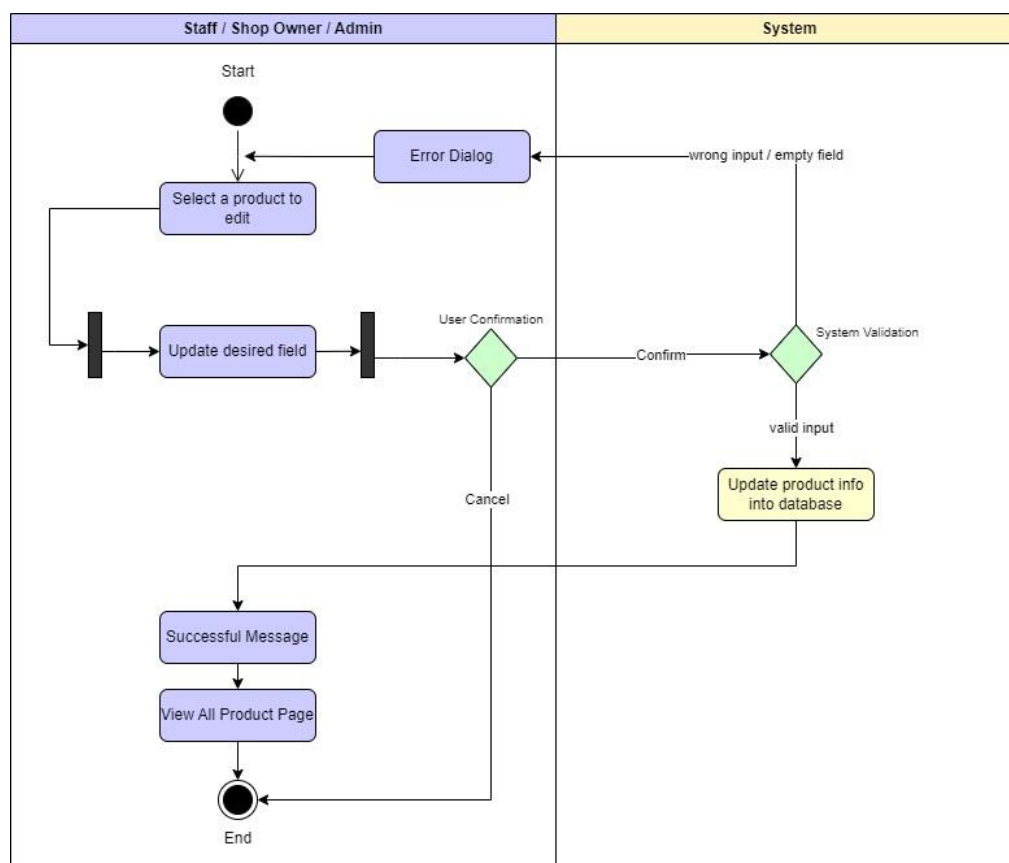 Staff / Shop Owner / Admin
System
Start
Error Dialog
wrong input / empty field
Select a product to
edit
User Confirmation
System Validation
Update desired field
Confirm
valid input
Update product info
into database
Cancel
Successful Message
View All Product Page
End